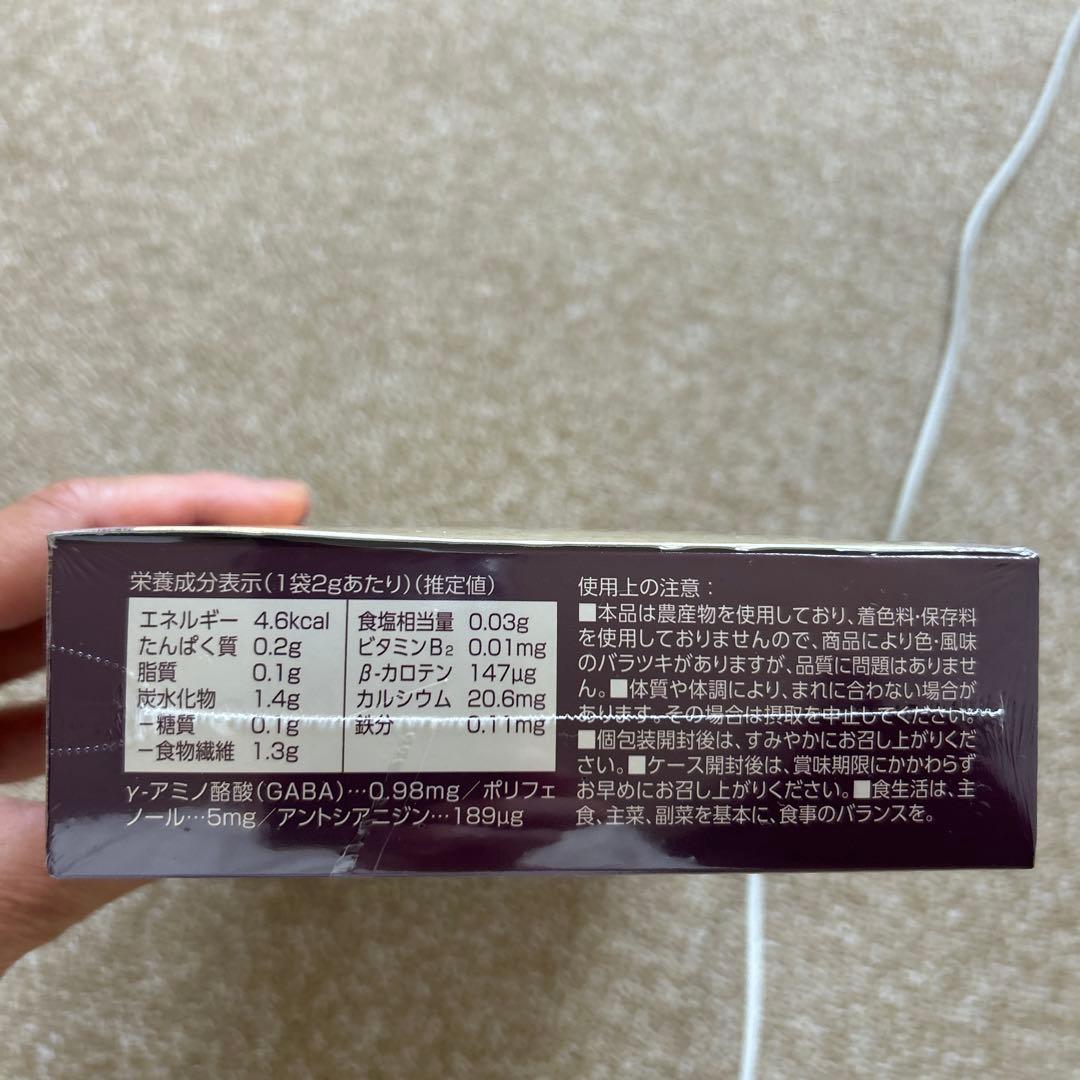 栄養成分表示(1袋2gあたり)(推定値)
エネルギー 4.6kcal
たんぱく質 0.2g
脂質 0.1g
炭水化物 1.4g
ー糖質 0.1g
ー食物繊維 1.3g
食塩相当量 0.03g
ビタミンB₂ 0.01mg
β-カロテン 147μg
カルシウム 20.6mg
鉄分 0.11mg
γ-アミノ酪酸(GABA)…0.98mg/ポリフェ
ノール…5mg/アントシアニジン…189μg
使用上の注意:
■本品は農産物を使用しており、着色料・保存料
を使用しておりませんので、商品により色・風味
のバラツキがありますが、品質に問題はありませ
ん。■体質や体調により、まれに合わない場合が
あります。その場合は摂取を中止してください。
■個包装開封後は、すみやかにお召し上がりくだ
さい。■ケース開封後は、賞味期限にかかわらず
お早めにお召し上がりください。■食生活は、主
食、主菜、副菜を基本に、食事のバランスを。